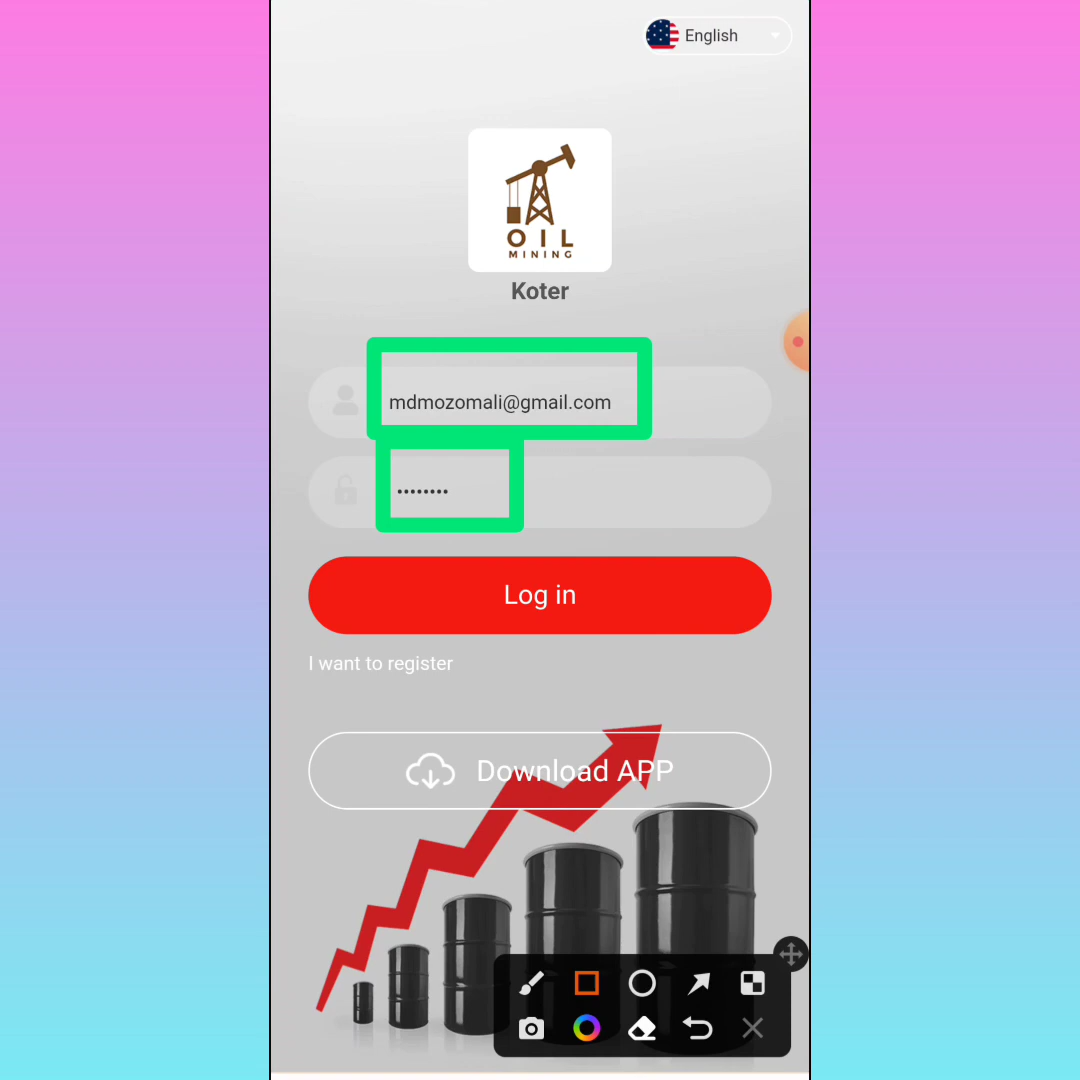 English
OIL
MINING
Koter
mdmozomali@gmail.com
••••••••
Log in
I want to register
Download APP